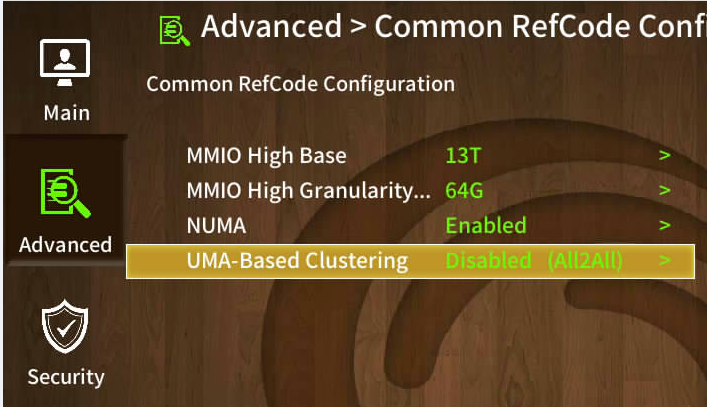 Advanced > Common RefCode Confi
Main
Common RefCode Configuration
MMIO High Base 13T >
MMIO High Granularity... 64G >
NUMA Enabled >
Advanced
UMA-Based Clustering Disabled (All2All) >
Security